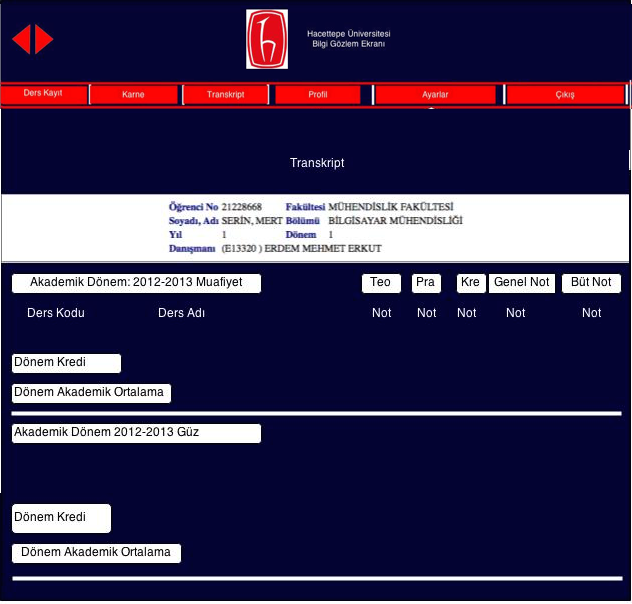 Hacettepe Üniversitesi
Bilgi Gözlem Ekranı
Ders Kayıt Karne Transkript Profil Ayarlar Çıkış
Transkript
Öğrenci No 21228668 Fakültesi MÜHENDİSLİK FAKÜLTESİ
Soyadı, Adı SERİN, MERT Bölümü BİLGİSAYAR MÜHENDİSLİĞİ
Yıl 1 Dönem 1
Danışmanı (E13320 ) ERDEM MEHMET ERKUT
Akademik Dönem: 2012-2013 Muafiyet Teo Pra Kre Genel Not Büt Not
Ders Kodu Ders Adı Not Not Not Not Not
Dönem Kredi
Dönem Akademik Ortalama
Akademik Dönem 2012-2013 Güz
Dönem Kredi
Dönem Akademik Ortalama